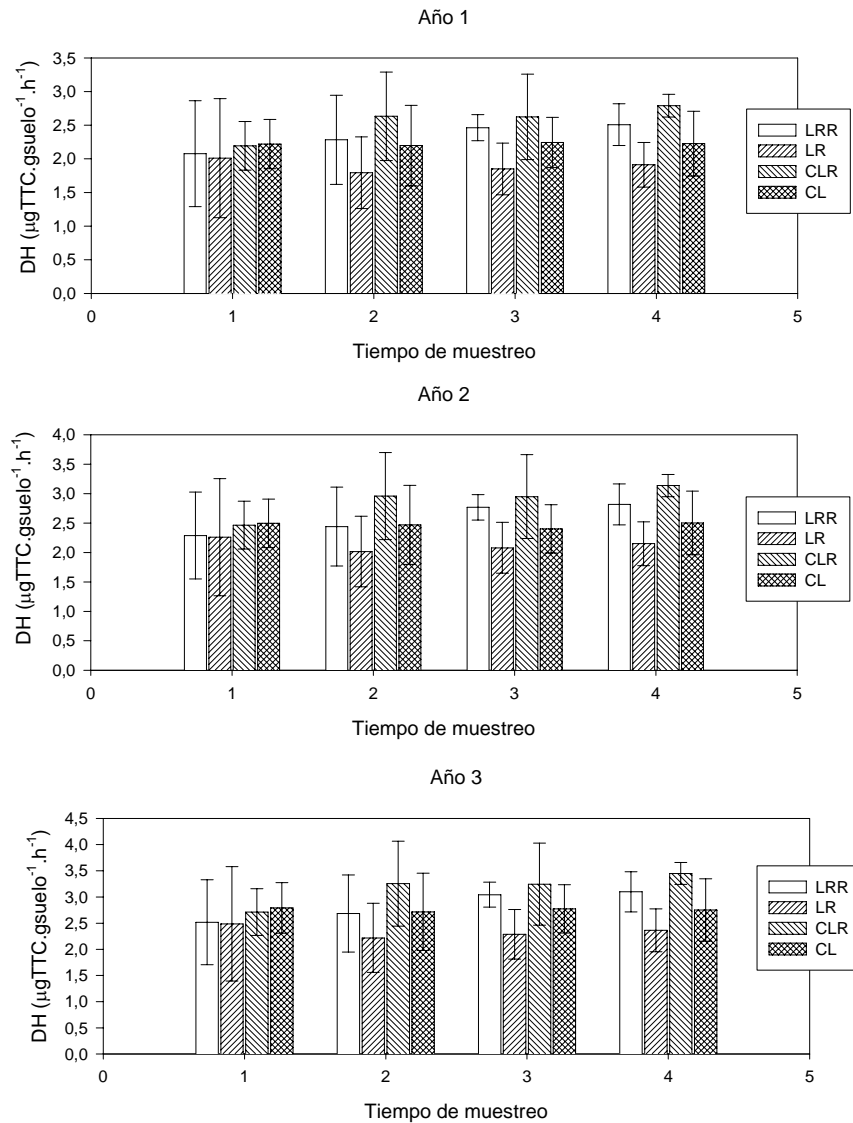 Año 1
3,5
3,0
2,5
2,0
1,5
1,0
0,5
0,0
DH (µgTTC.gsuelo⁻¹.h⁻¹)
LRR
LR
CLR
CL
0 1 2 3 4 5
Tiempo de muestreo
Año 2
4,0
3,5
3,0
2,5
2,0
1,5
1,0
0,5
0,0
DH (µgTTC.gsuelo⁻¹.h⁻¹)
LRR
LR
CLR
CL
0 1 2 3 4 5
Tiempo de muestreo
Año 3
4,5
4,0
3,5
3,0
2,5
2,0
1,5
1,0
0,5
0,0
DH (µgTTC.gsuelo⁻¹.h⁻¹)
LRR
LR
CLR
CL
0 1 2 3 4 5
Tiempo de muestreo